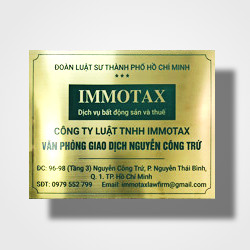 ĐOÀN LUẬT SƯ THÀNH PHỐ HỒ CHÍ MINH
***
IMMOTAX
Dịch vụ bất động sản và thuế
CÔNG TY LUẬT TNHH IMMOTAX
VĂN PHÒNG GIAO DỊCH NGUYỄN CÔNG TRỨ
ĐC: 96-98 (Tầng 3) Nguyễn Công Trứ, P. Nguyễn Thái Bình,
Q. 1. TP. Hồ Chí Minh
SĐT: 0979 552 799 Email: immotaxlawfirm@gmail.com